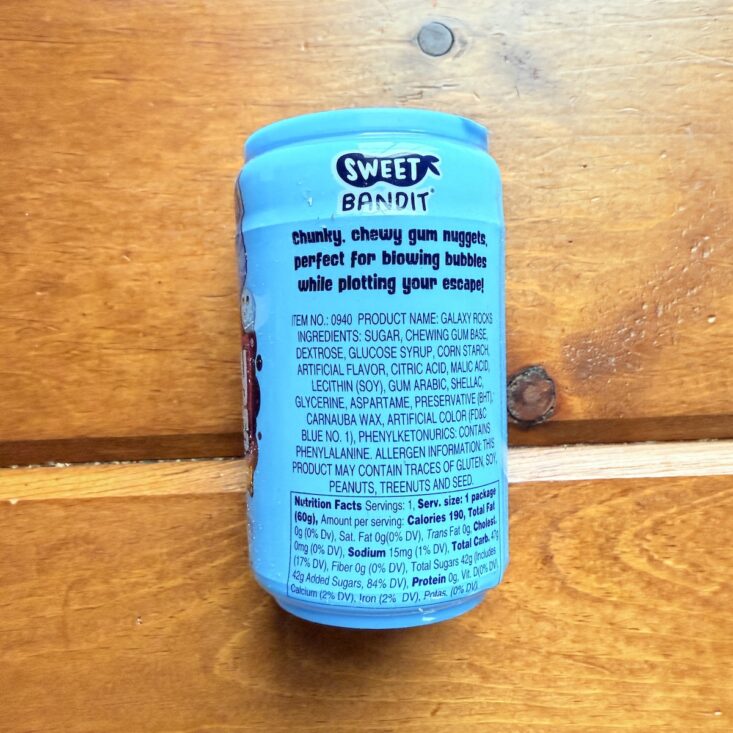 SWEET
BANDIT
Chunky, chewy gum nuggets,
perfect for blowing bubbles
while plotting your escape!
ITEM NO.: 0940 PRODUCT NAME: GALAXY ROCKS
INGREDIENTS: SUGAR, CHEWING GUM BASE,
DEXTROSE, GLUCOSE SYRUP, CORN STARCH,
ARTIFICIAL FLAVOR, CITRIC ACID, MALIC ACID,
LECITHIN (SOY), GUM ARABIC, SHELLAC,
GLYCERINE, ASPARTAME, PRESERVATIVE (BHT),
CARNAUBA WAX, ARTIFICIAL COLOR (FD&C
BLUE NO. 1), PHENYLKETONURICS: CONTAINS
PHENYLALANINE. ALLERGEN INFORMATION: THIS
PRODUCT MAY CONTAIN TRACES OF GLUTEN, SOY,
PEANUTS, TREENUTS AND SEED.
Nutrition Facts Servings: 1, Serv. size: 1 package
(60g), Amount per serving: Calories 190, Total Fat
0g (0% Dv), Sat. Fat 0g(0% DV), Trans Fat 0g, Cholest.
0mg (0% DV), Sodium 15mg (1% DV), Total Carb. 47g
(17% DV), Fiber 0g (0% DV), Total Sugars 42g (Includes
42g Added Sugars, 84% DV), Protein 0g, Vit. D(0% DV)
Calcium (2% DV), Iron (2% DV), Potas. (0% DV)